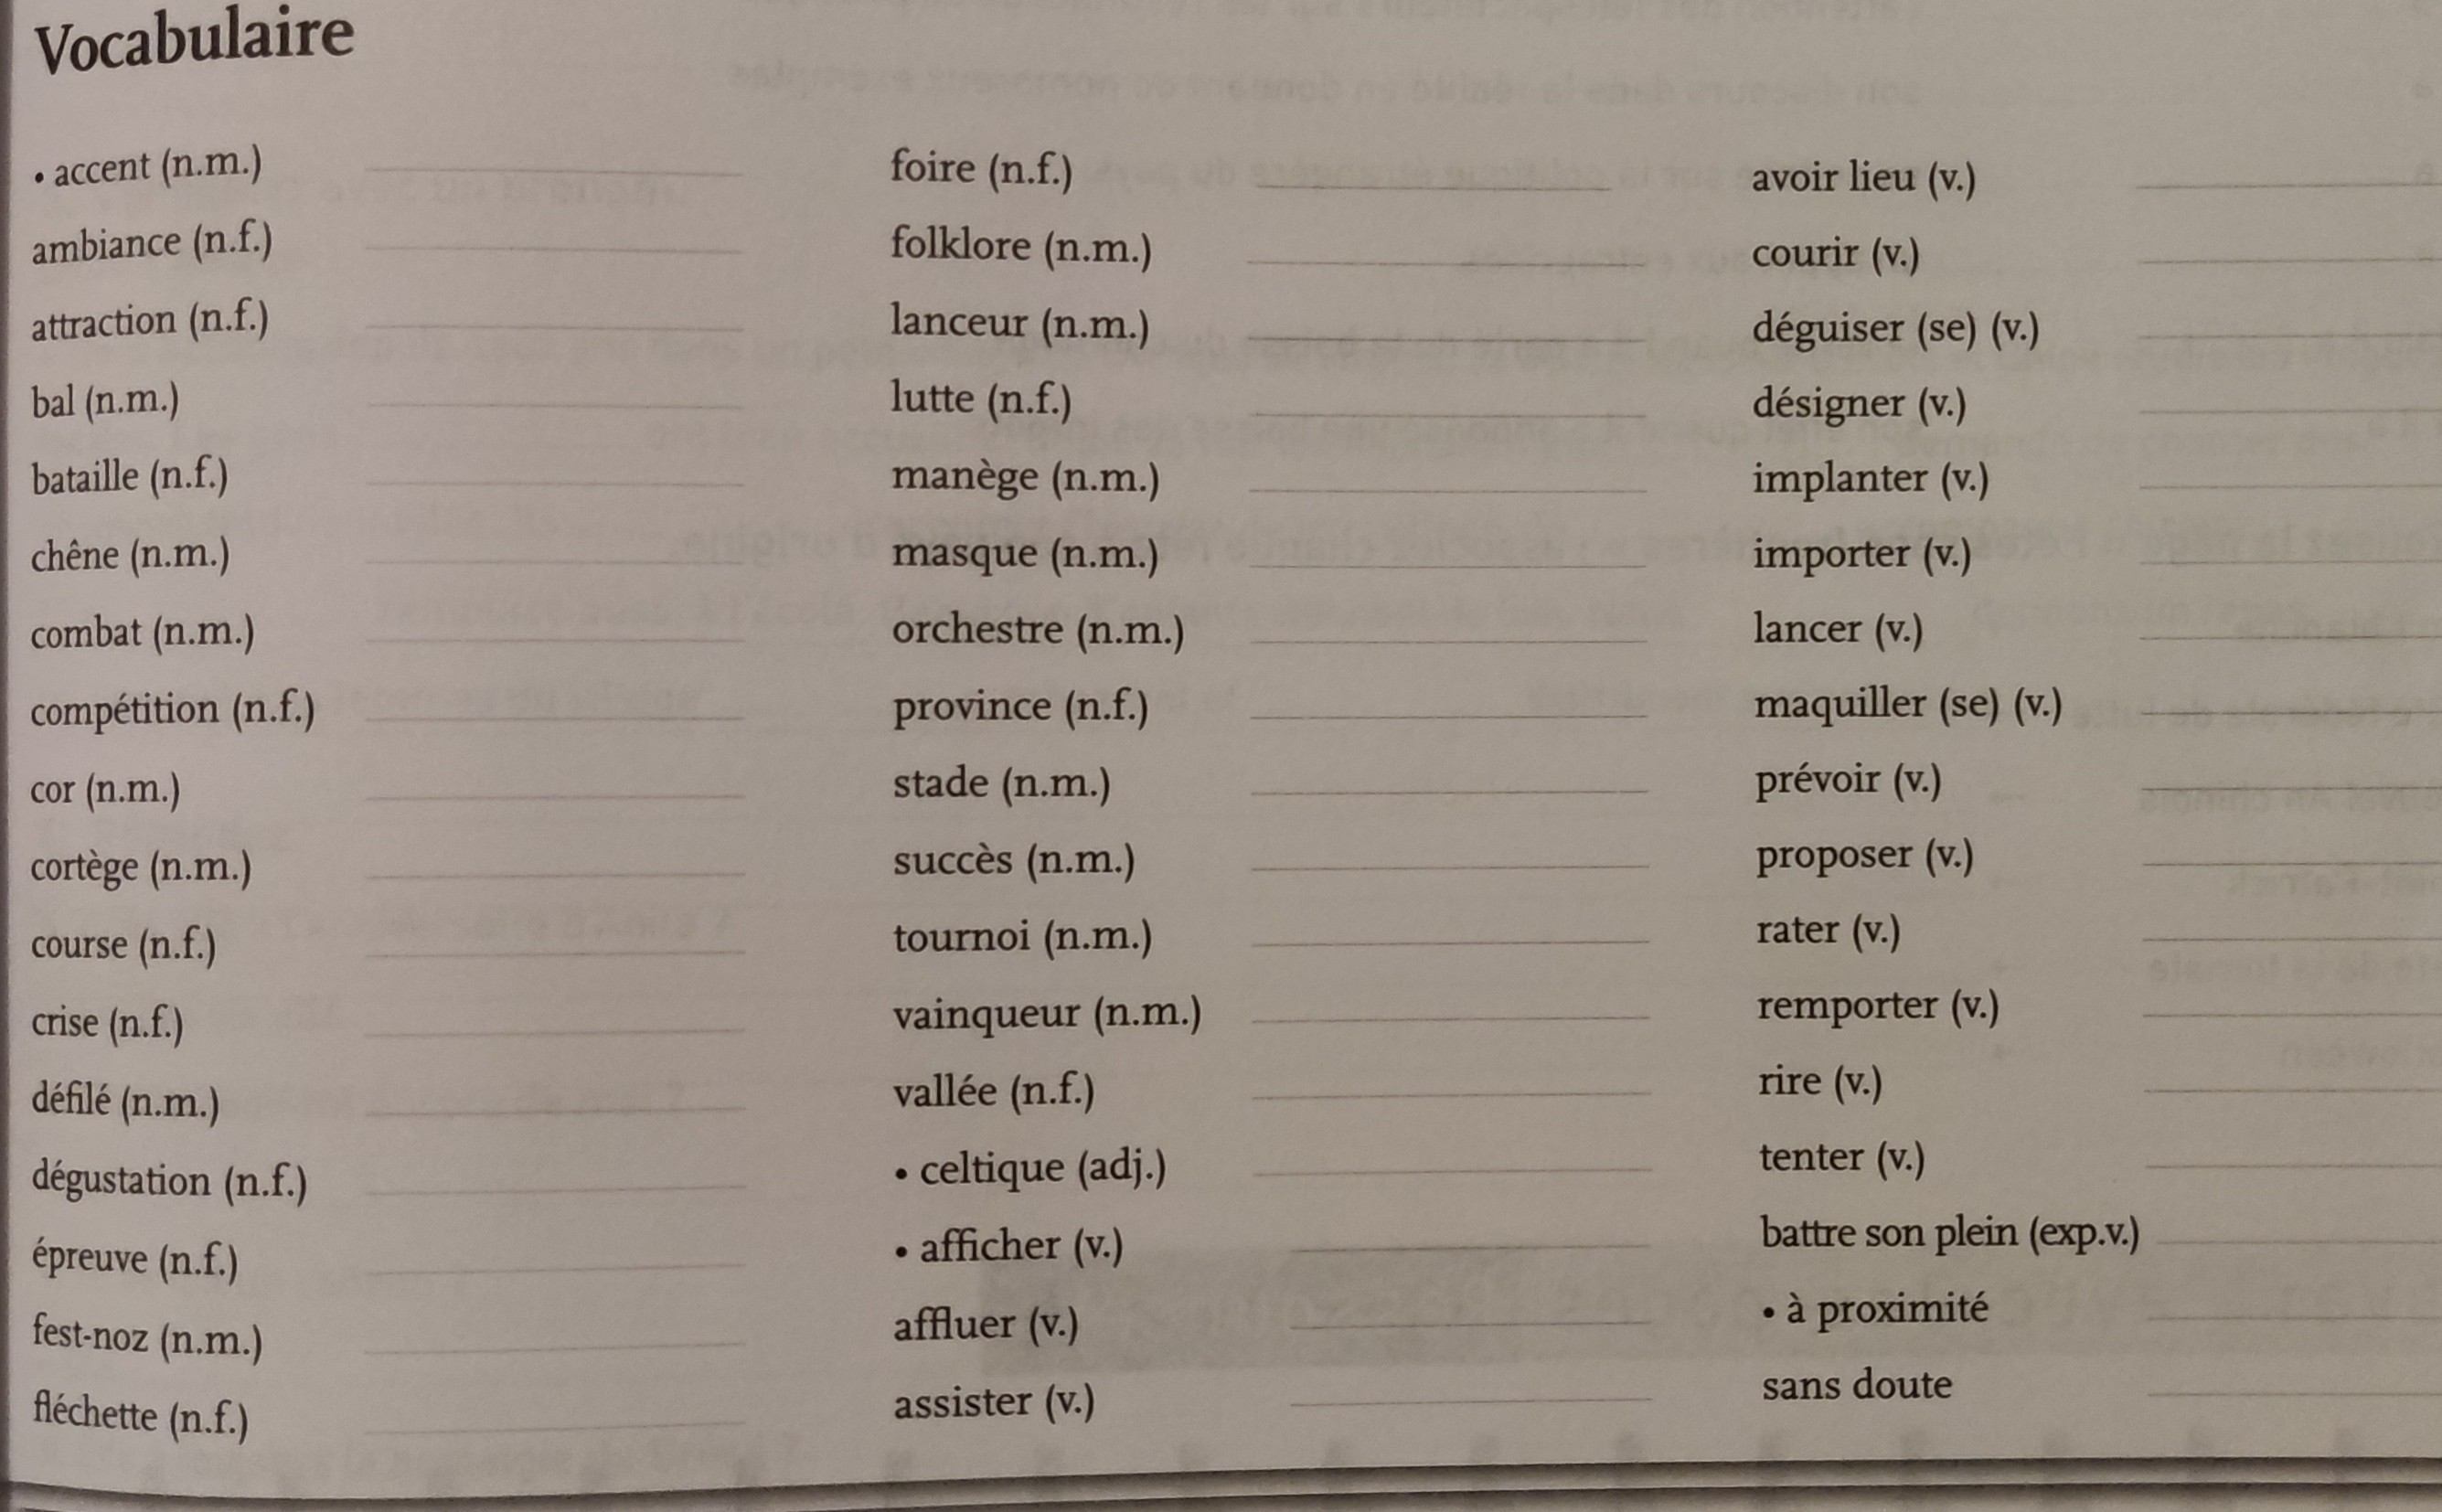 Vocabulaire
• accent (n.m.)
ambiance (n.f.)
attraction (n.f.)
bal (n.m.)
bataille (n.f.)
chêne (n.m.)
combat (n.m.)
compétition (n.f.)
cor (n.m.)
cortège (n.m.)
course (n.f.)
crise (n.f.)
défilé (n.m.)
dégustation (n.f.)
épreuve (n.f.)
fest-noz (n.m.)
fléchette (n.f.)
foire (n.f.)
folklore (n.m.)
lanceur (n.m.)
lutte (n.f.)
manège (n.m.)
masque (n.m.)
orchestre (n.m.)
province (n.f.)
stade (n.m.)
succès (n.m.)
tournoi (n.m.)
vainqueur (n.m.)
vallée (n.f.)
• celtique (adj.)
• afficher (v.)
affluer (v.)
assister (v.)
avoir lieu (v.)
courir (v.)
déguiser (se) (v.)
désigner (v.)
implanter (v.)
importer (v.)
lancer (v.)
maquiller (se) (v.)
prévoir (v.)
proposer (v.)
rater (v.)
remporter (v.)
rire (v.)
tenter (v.)
battre son plein (exp.v.)
• à proximité
sans doute